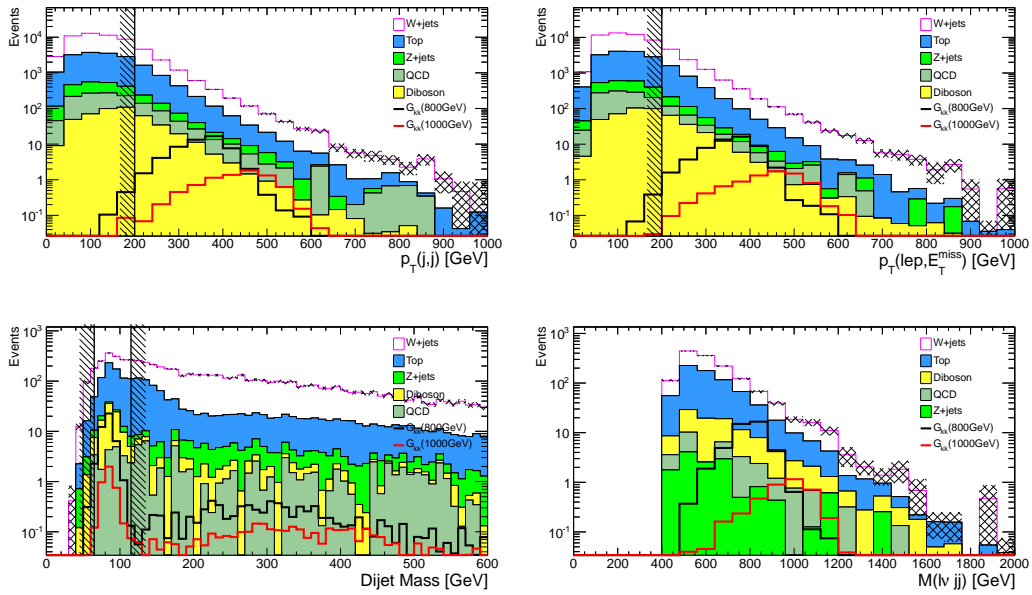 Events
10^4
10^3
10^2
10
1
10^-1
W+jets
Top
Z+jets
QCD
Diboson
G_kk(800GeV)
G_kk(1000GeV)
0 100 200 300 400 500 600 700 800 900 1000
p_T(j,j) [GeV]
Events
10^4
10^3
10^2
10
1
10^-1
W+jets
Top
Z+jets
QCD
Diboson
G_kk(800GeV)
G_kk(1000GeV)
0 100 200 300 400 500 600 700 800 900 1000
p_T(lep,E_T^miss) [GeV]
Events
10^3
10^2
10
1
10^-1
W+jets
Top
Z+jets
Diboson
QCD
G_kk(800GeV)
G_kk(1000GeV)
0 100 200 300 400 500 600
Dijet Mass [GeV]
Events
10^3
10^2
10
1
10^-1
W+jets
Top
Diboson
QCD
Z+jets
G_kk(800GeV)
G_kk(1000GeV)
0 200 400 600 800 1000 1200 1400 1600 1800 2000
M(lν jj) [GeV]